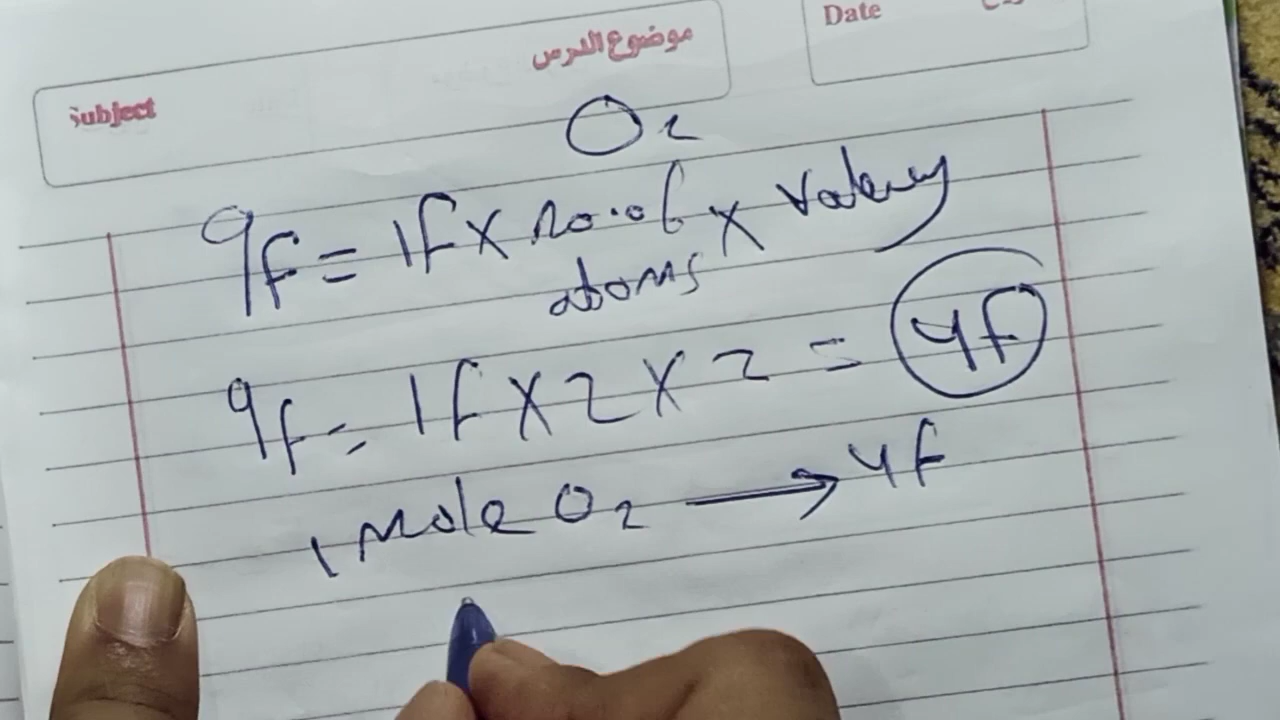 موضوع الدرس
Date
Subject
O2
qf = 1f x no. of atoms x Valency
qf = 1f x 2 x 2 = 4f
1 mole O2 → 4f